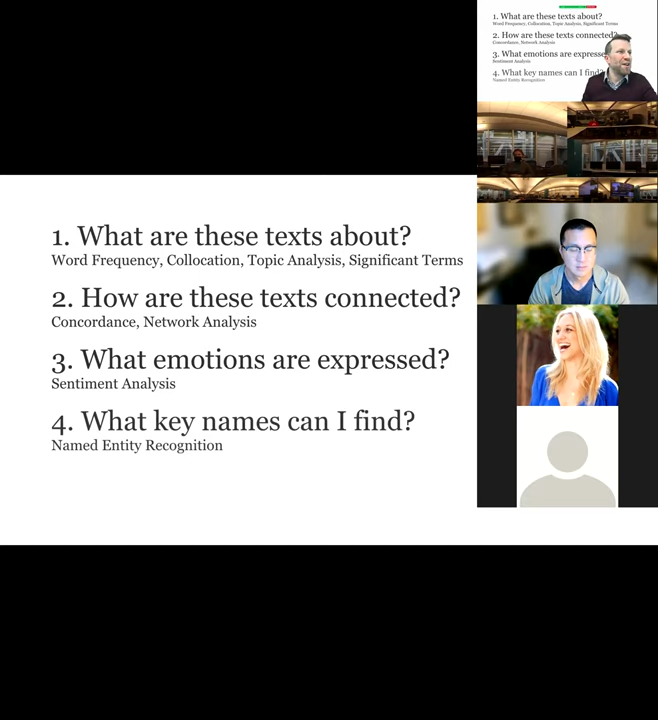 1. What are these texts about?
Word Frequency, Collocation, Topic Analysis, Significant Terms
2. How are these texts connected?
Concordance, Network Analysis
3. What emotions are expressed?
Sentiment Analysis
4. What key names can I find?
Named Entity Recognition
1. What are these texts about?
Word Frequency, Collocation, Topic Analysis, Significant Terms
2. How are these texts connected?
Concordance, Network Analysis
3. What emotions are express
Sentiment Analysis
4. What key names can I find?
Named Entity Recognition